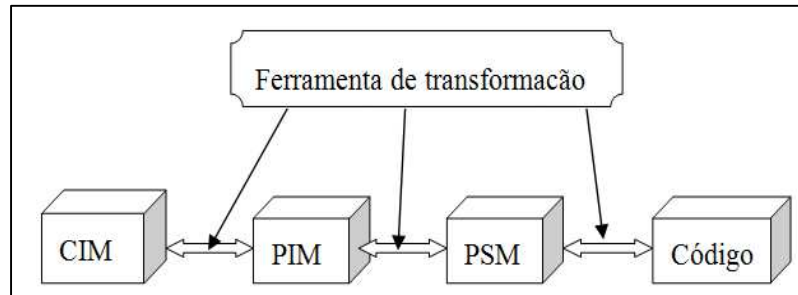 Ferramenta de transformacão
CIM
PIM
PSM
Código